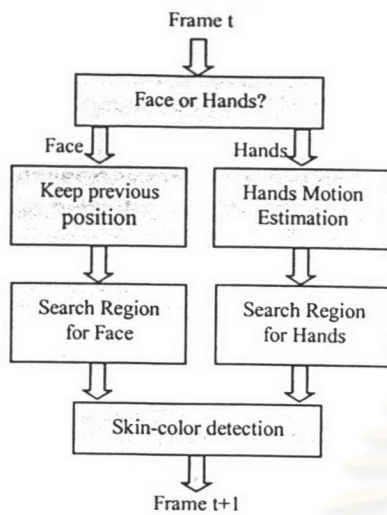 Frame t
Face or Hands?
Face
Hands
Keep previous
position
Hands Motion
Estimation
Search Region
for Face
Search Region
for Hands
Skin-color detection
Frame t+1